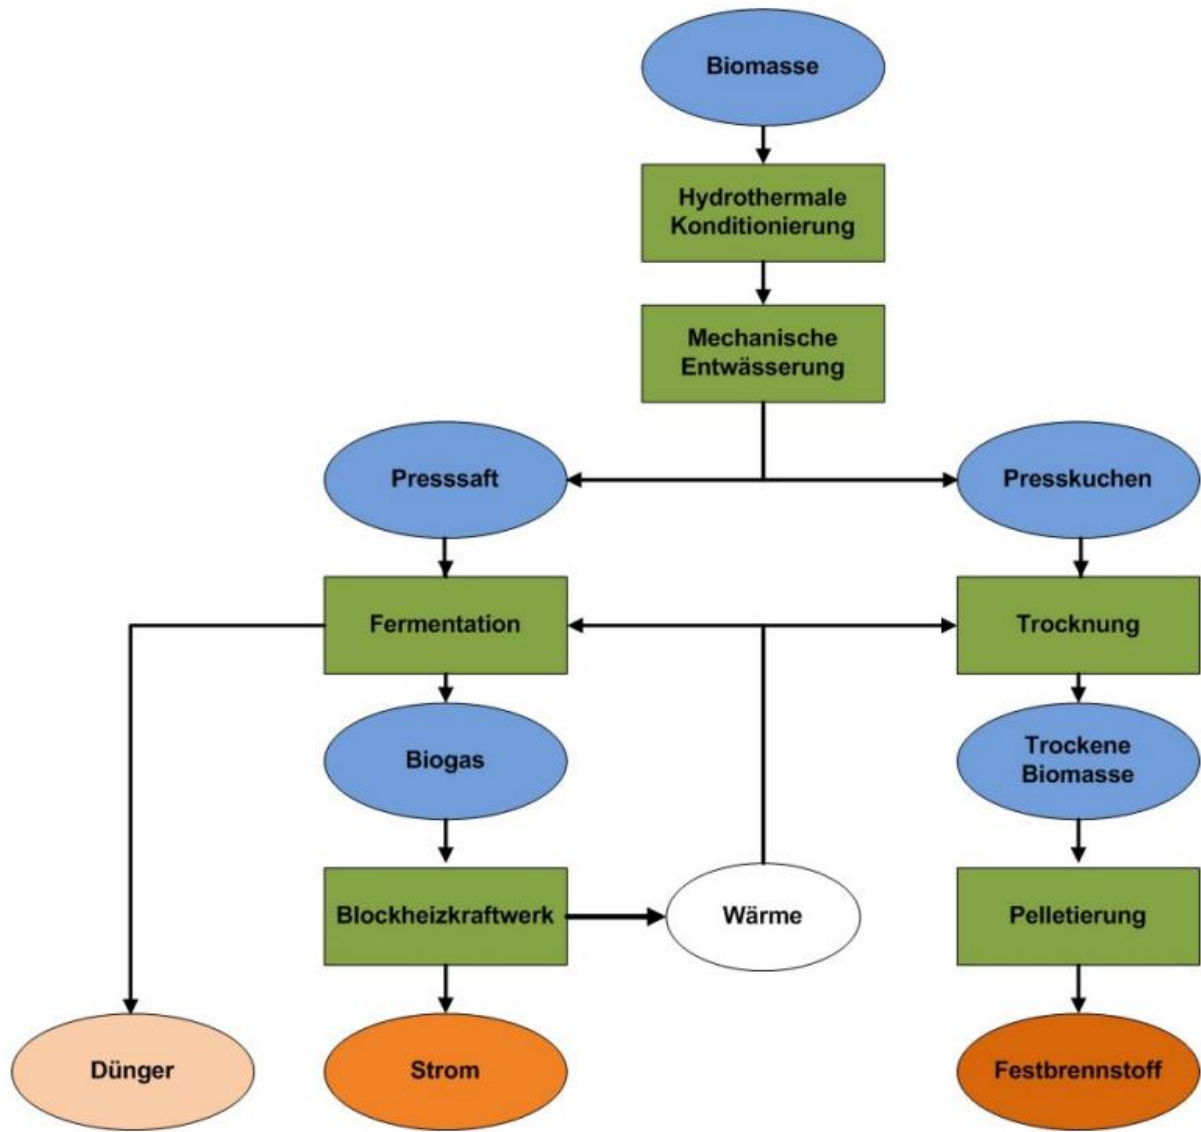 Biomasse
Hydrothermale
Konditionierung
Mechanische
Entwässerung
Presssaft
Presskuchen
Fermentation
Trocknung
Biogas
Trockene
Biomasse
Blockheizkraftwerk
Wärme
Pelletierung
Dünger
Strom
Festbrennstoff